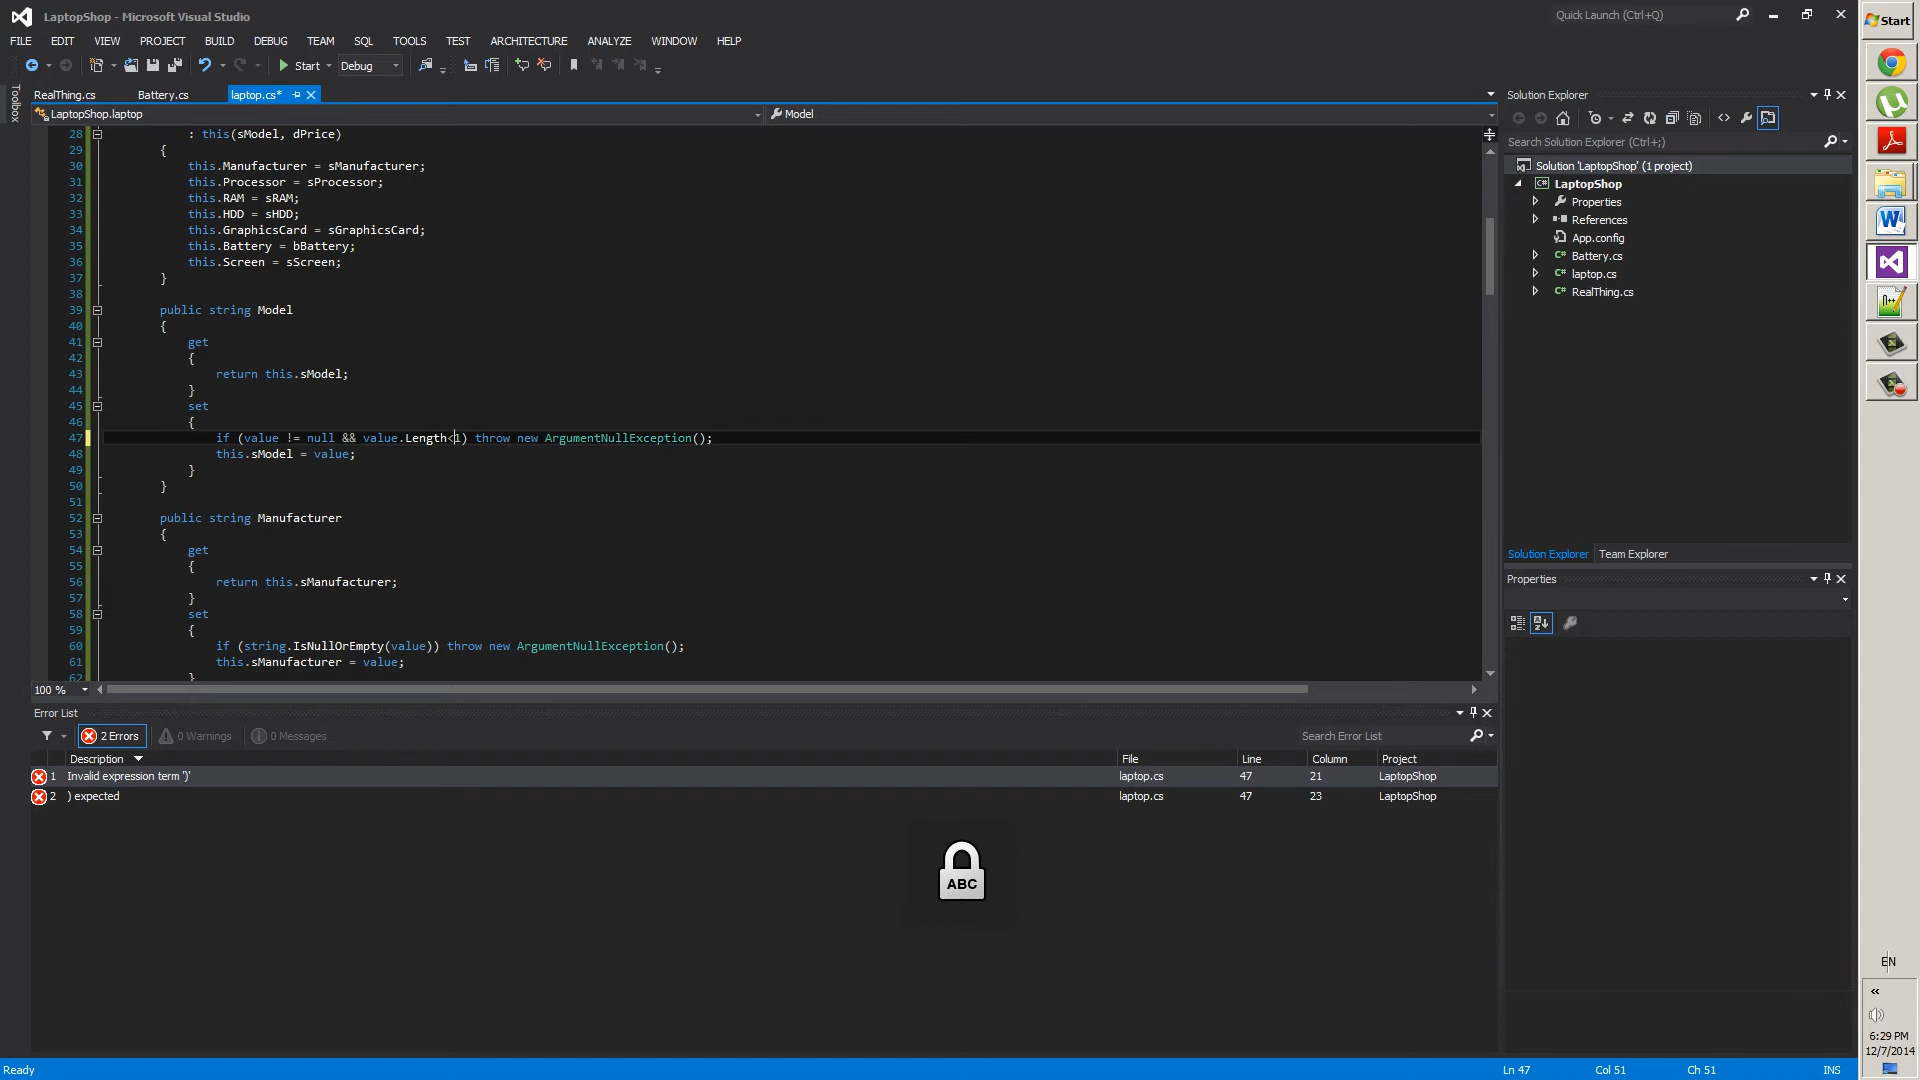 LaptopShop - Microsoft Visual Studio
Quick Launch (Ctrl+Q)
Start
FILE EDIT VIEW PROJECT BUILD DEBUG TEAM SQL TOOLS TEST ARCHITECTURE ANALYZE WINDOW HELP
Start Debug
Toolbox
RealThing.cs Battery.cs laptop.cs*
LaptopShop.laptop Model
28 : this(sModel, dPrice)
29 {
30 this.Manufacturer = sManufacturer;
31 this.Processor = sProcessor;
32 this.RAM = sRAM;
33 this.HDD = sHDD;
34 this.GraphicsCard = sGraphicsCard;
35 this.Battery = bBattery;
36 this.Screen = sScreen;
37 }
38
39 public string Model
40 {
41 get
42 {
43 return this.sModel;
44 }
45 set
46 {
47 if (value != null && value.Length<1) throw new ArgumentNullException();
48 this.sModel = value;
49 }
50 }
51
52 public string Manufacturer
53 {
54 get
55 {
56 return this.sManufacturer;
57 }
58 set
59 {
60 if (string.IsNullOrEmpty(value)) throw new ArgumentNullException();
61 this.sManufacturer = value;
62 }
100 %
Error List
2 Errors 0 Warnings 0 Messages
Search Error List
Description File Line Column Project
1 Invalid expression term ')' laptop.cs 47 21 LaptopShop
2 ) expected laptop.cs 47 23 LaptopShop
ABC
Solution Explorer
Search Solution Explorer (Ctrl+;)
Solution 'LaptopShop' (1 project)
C# LaptopShop
Properties
References
App.config
C# Battery.cs
C# laptop.cs
C# RealThing.cs
Solution Explorer Team Explorer
Properties
EN
«
6:29 PM
12/7/2014
Ready
Ln 47 Col 51 Ch 51 INS